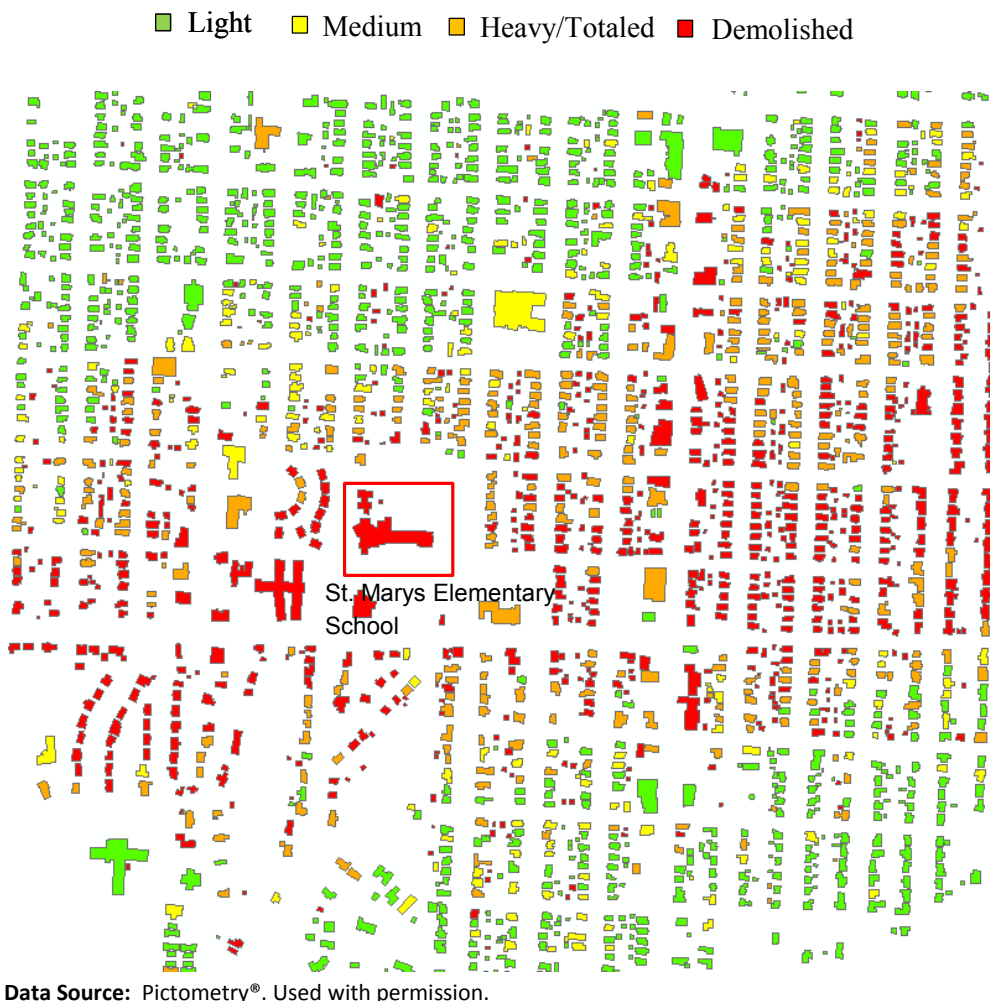 Light Medium Heavy/Totaled Demolished
St. Marys Elementary
School
Data Source: Pictometry®. Used with permission.